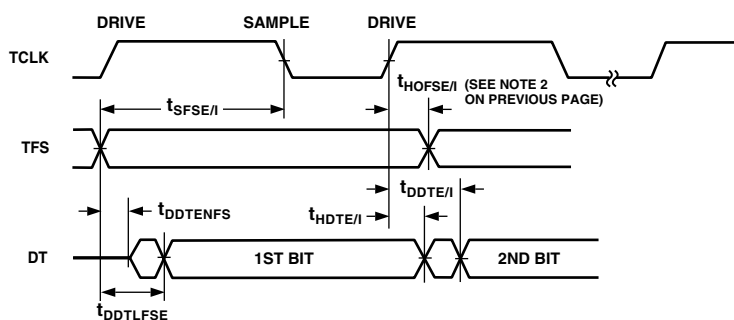 DRIVE SAMPLE DRIVE
TCLK
tHOFSE/I (SEE NOTE 2
ON PREVIOUS PAGE)
tSFSE/I
TFS
tDDTE/I
tDDTENFS
tHDTE/I
DT 1ST BIT 2ND BIT
tDDTLFSE